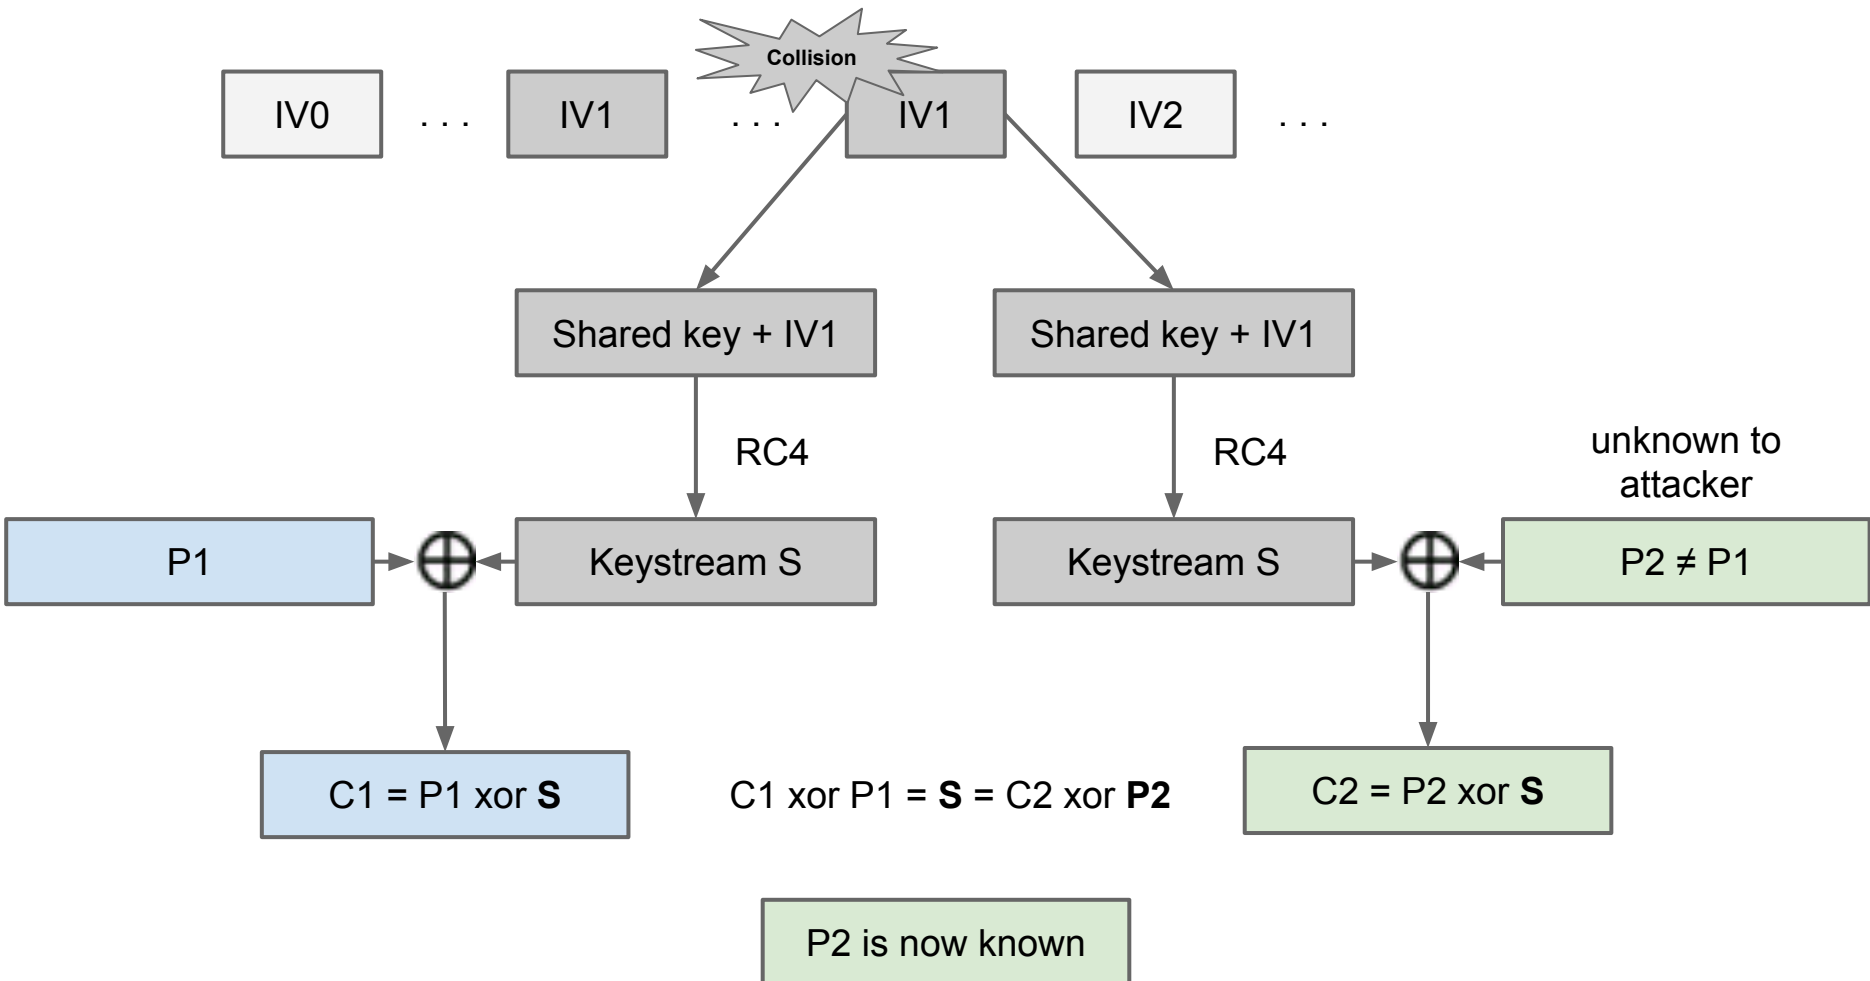 Collision
IV0 . . . IV1 . . . IV1 IV2 . . .
Shared key + IV1 Shared key + IV1
RC4 RC4
unknown to
attacker
P1 Keystream S Keystream S P2 ≠ P1
C1 = P1 xor S C1 xor P1 = S = C2 xor P2 C2 = P2 xor S
P2 is now known